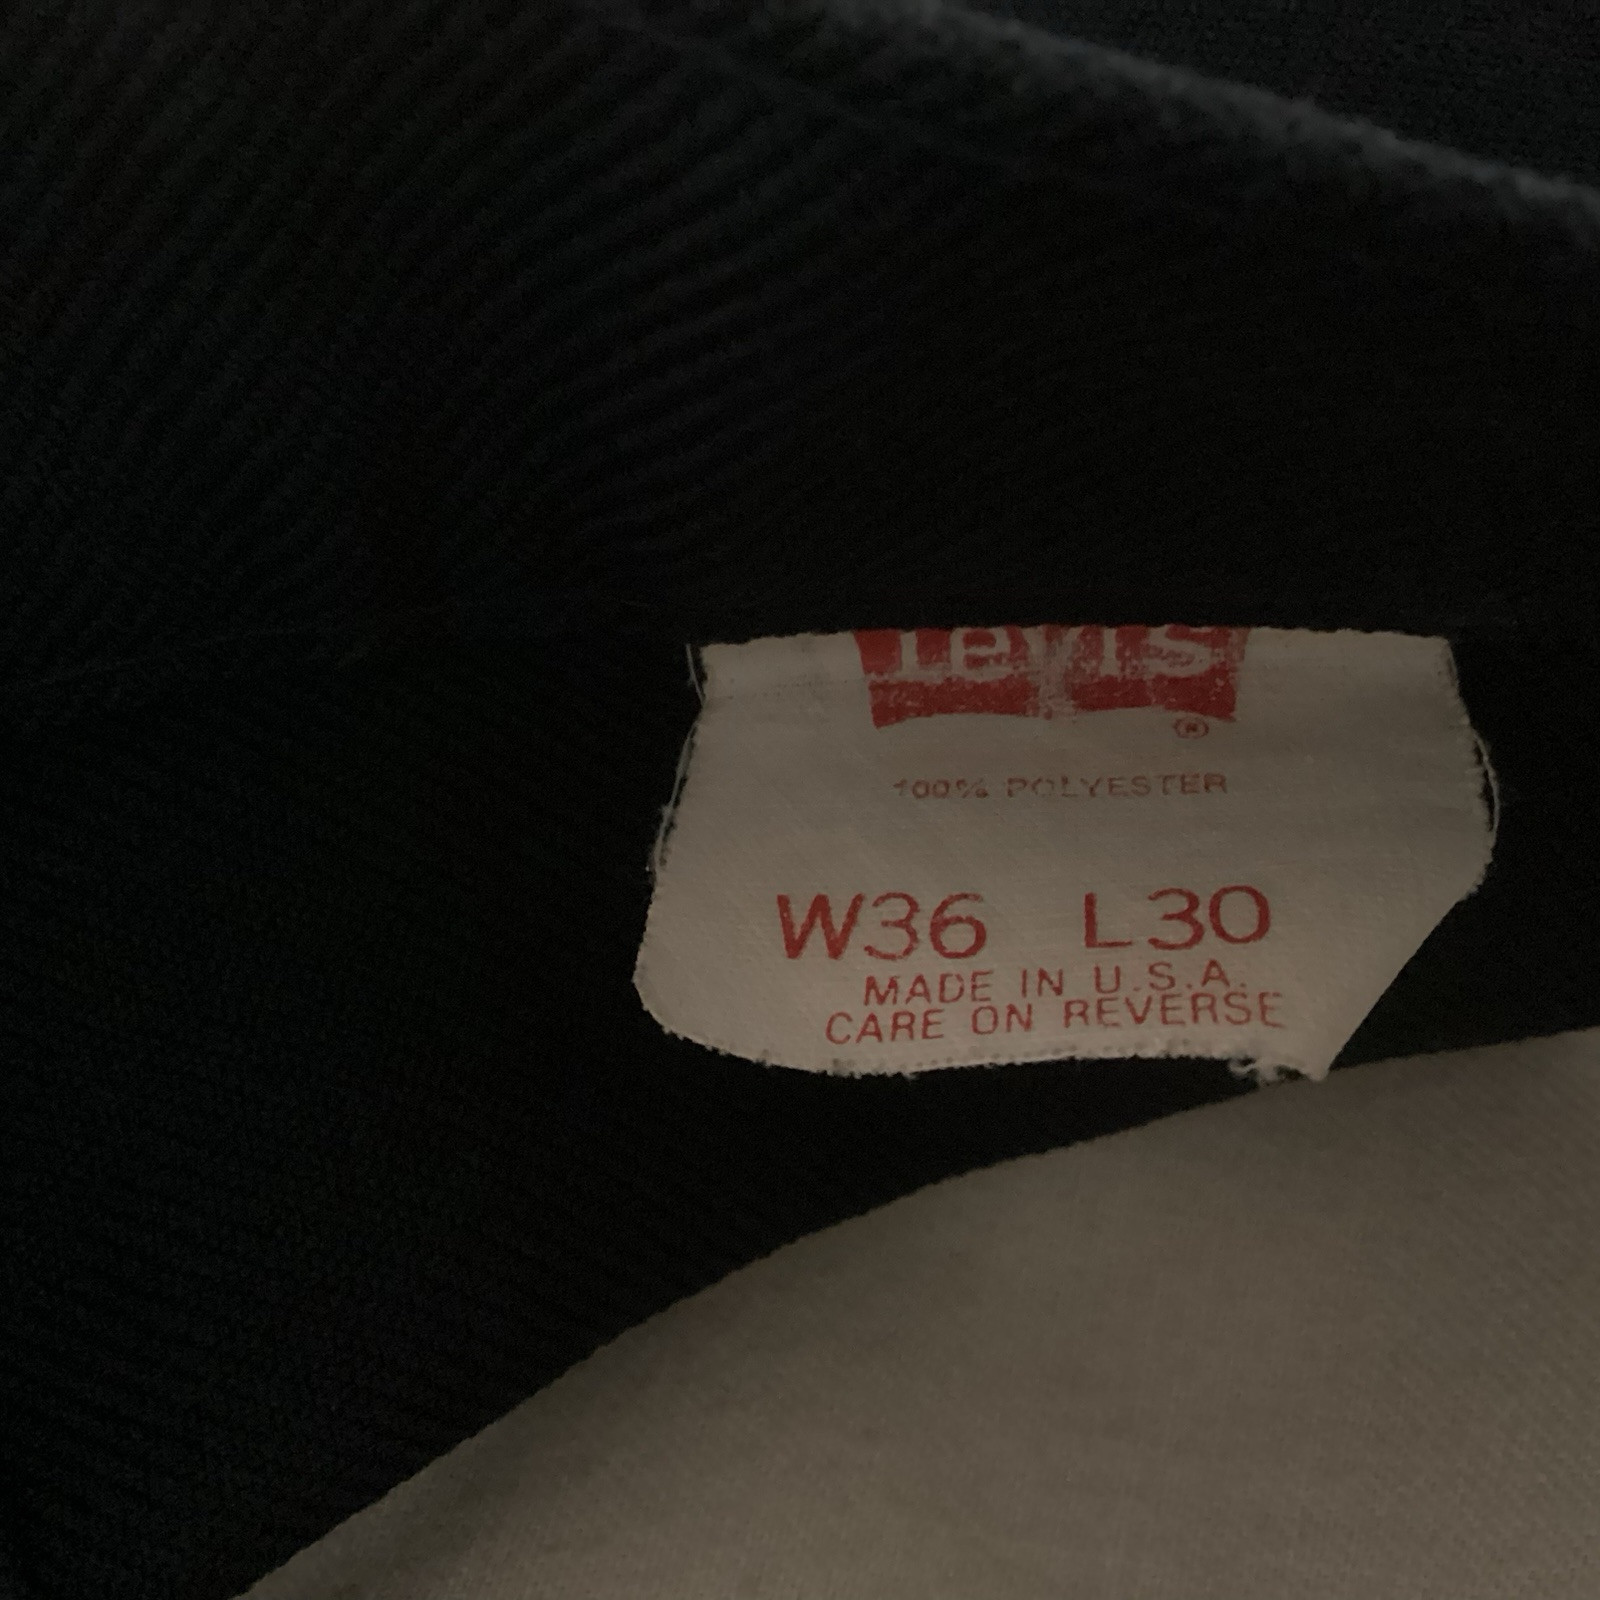 Levi's
®
100% POLYESTER
W36 L30
MADE IN U.S.A.
CARE ON REVERSE